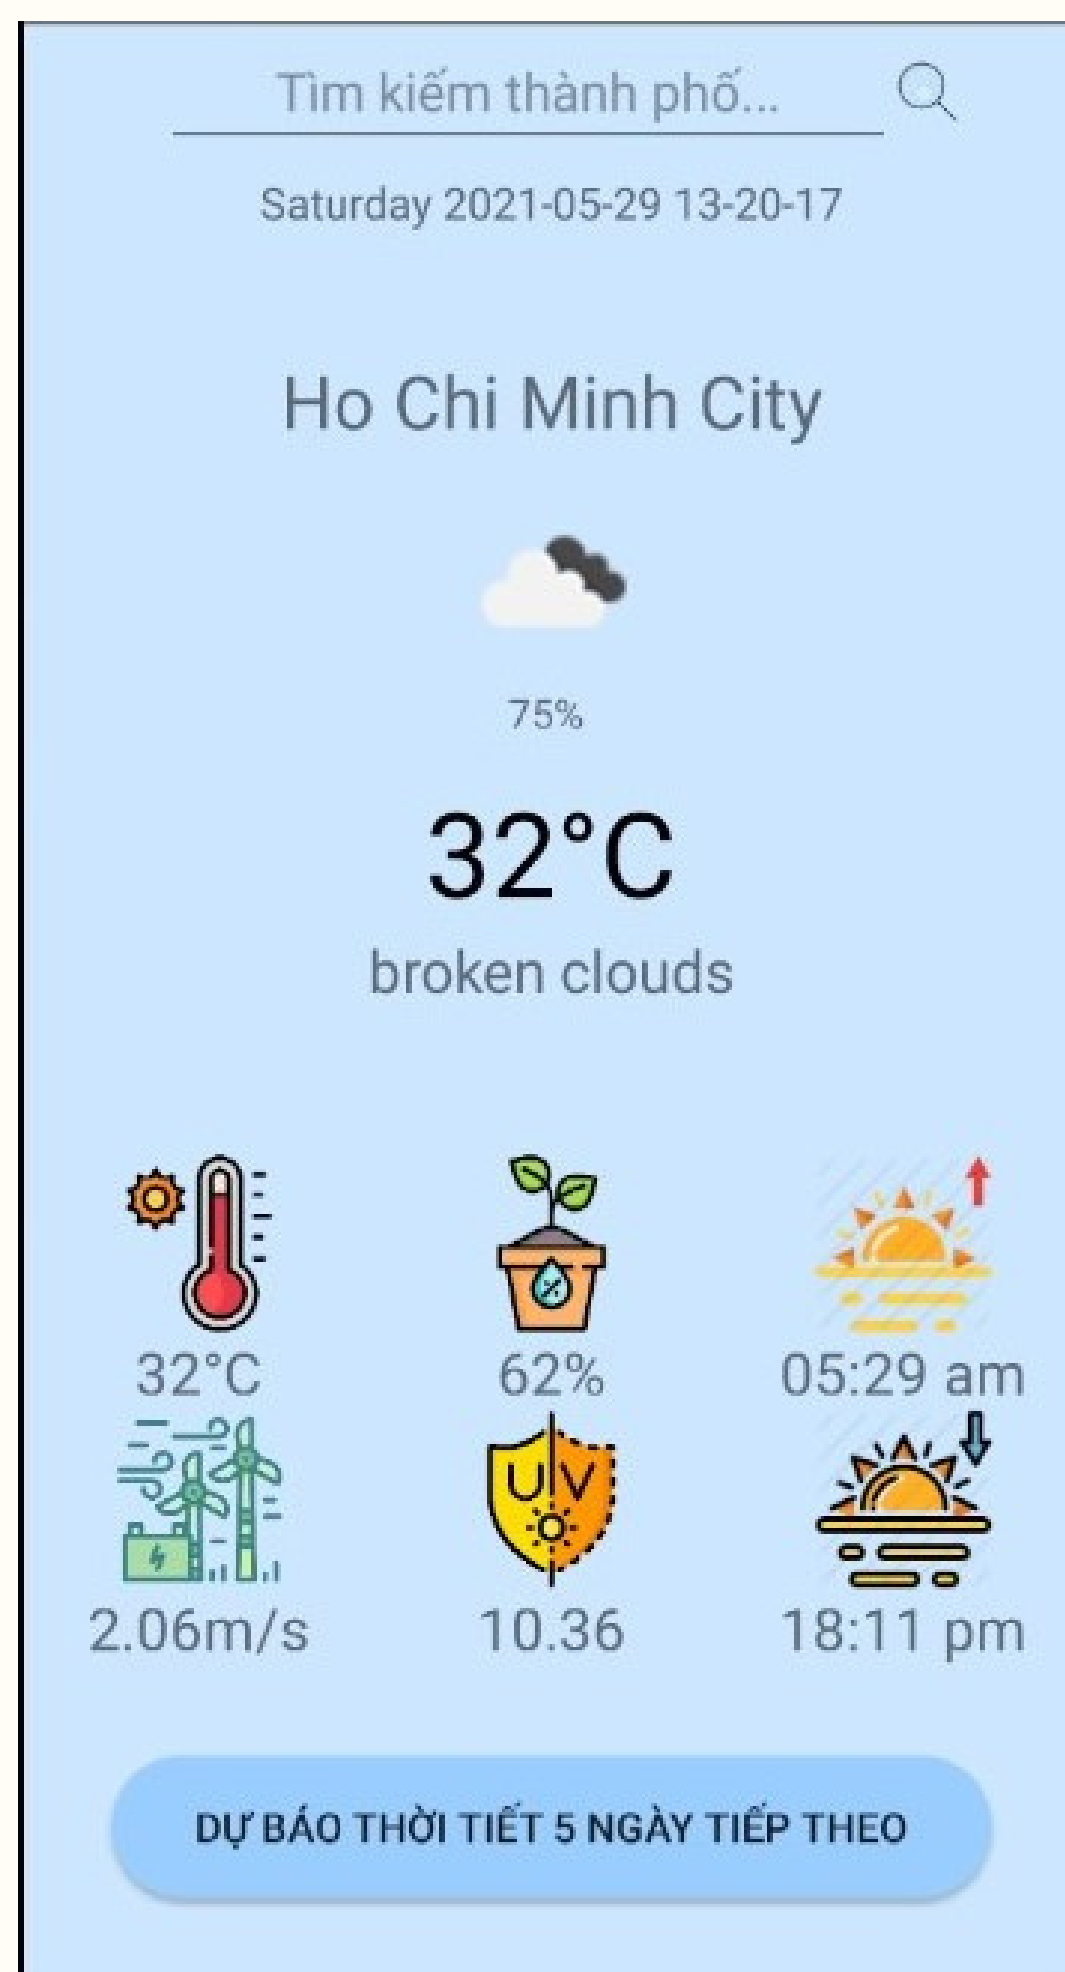 Tìm kiếm thành phố...
Saturday 2021-05-29 13-20-17
Ho Chi Minh City
75%
32°C
broken clouds
32°C
62%
05:29 am
UV
2.06m/s
10.36
18:11 pm
DỰ BÁO THỜI TIẾT 5 NGÀY TIẾP THEO